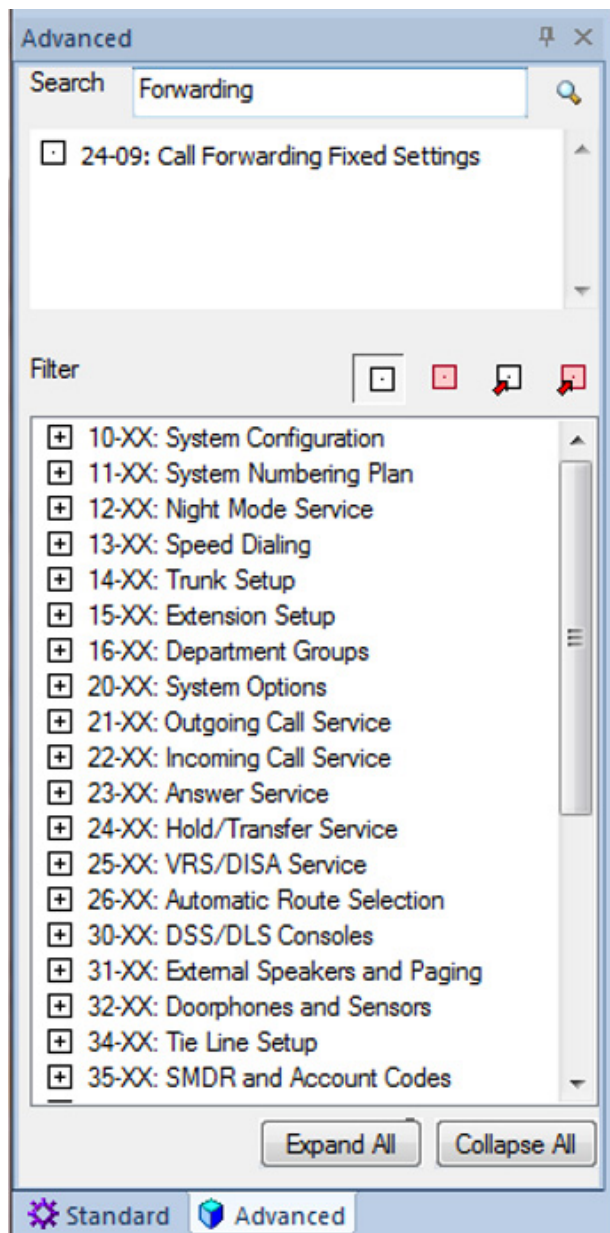 Advanced
Search Forwarding
24-09: Call Forwarding Fixed Settings
Filter
10-XX: System Configuration
11-XX: System Numbering Plan
12-XX: Night Mode Service
13-XX: Speed Dialing
14-XX: Trunk Setup
15-XX: Extension Setup
16-XX: Department Groups
20-XX: System Options
21-XX: Outgoing Call Service
22-XX: Incoming Call Service
23-XX: Answer Service
24-XX: Hold/Transfer Service
25-XX: VRS/DISA Service
26-XX: Automatic Route Selection
30-XX: DSS/DLS Consoles
31-XX: External Speakers and Paging
32-XX: Doorphones and Sensors
34-XX: Tie Line Setup
35-XX: SMDR and Account Codes
Expand All Collapse All
Standard Advanced